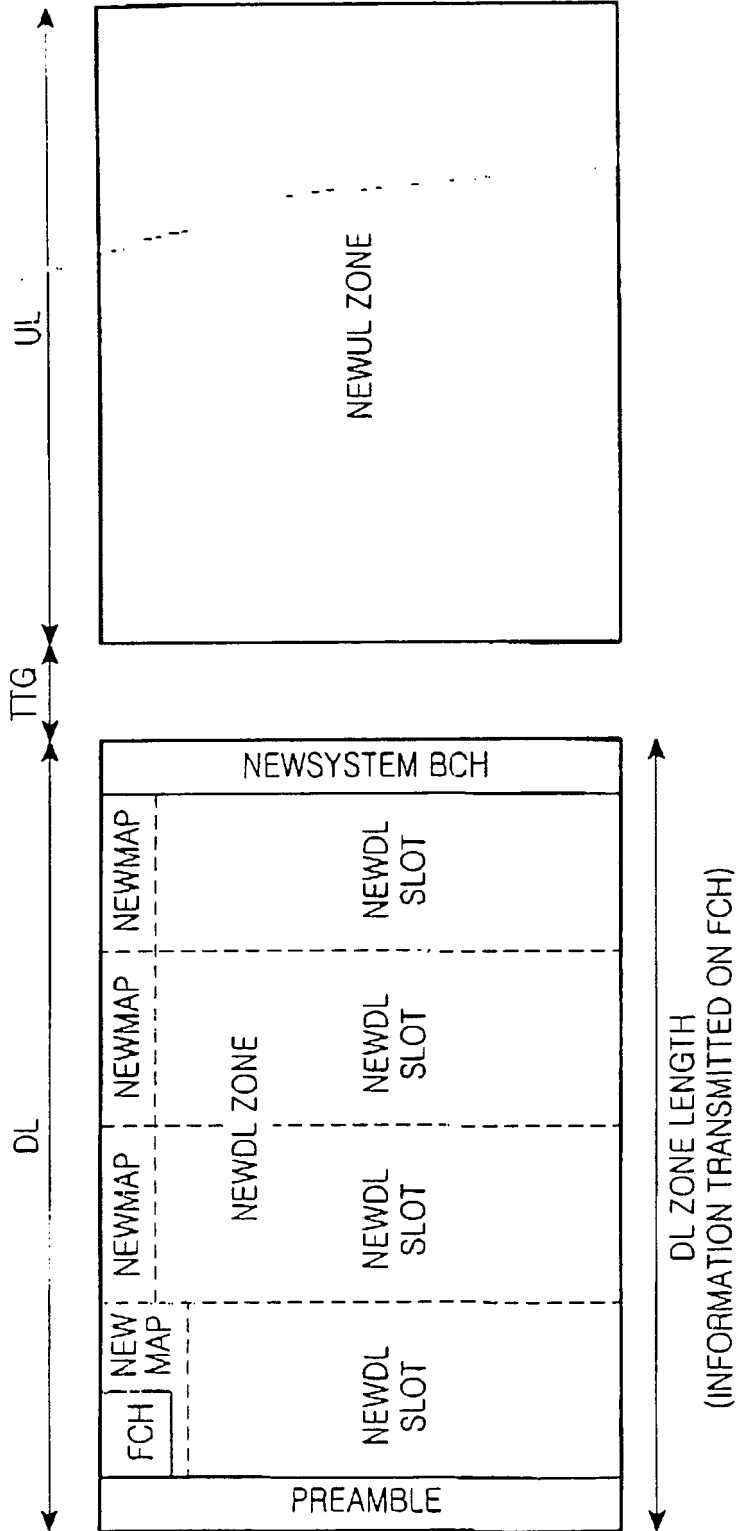 DL
TTG
UL
PREAMBLE
FCH
NEW
MAP
NEWMAP
NEWMAP
NEWMAP
NEWDL ZONE
NEWDL
SLOT
NEWDL
SLOT
NEWDL
SLOT
NEWDL
SLOT
NEWSYSTEM BCH
NEWUL ZONE
DL ZONE LENGTH
(INFORMATION TRANSMITTED ON FCH)